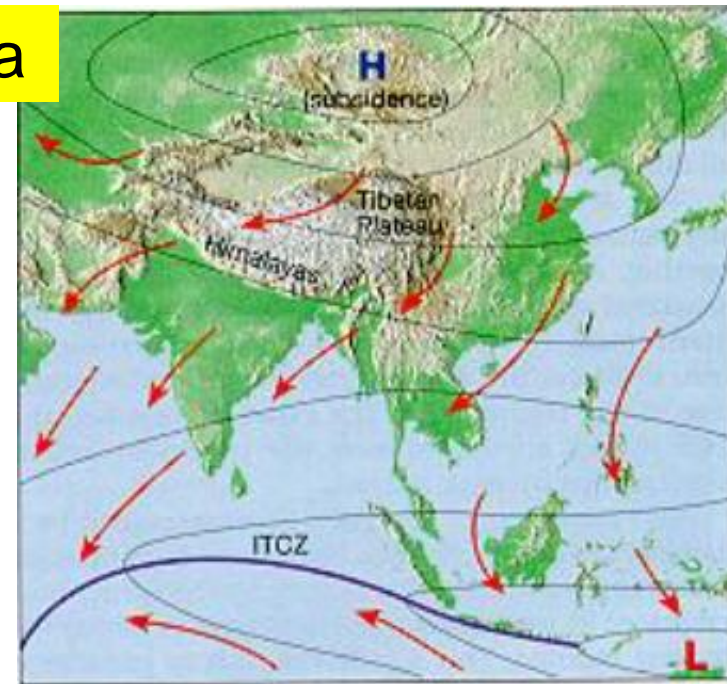 a
H
(subsidence)
Tibetan
Plateau
Himalayas
ITCZ
L